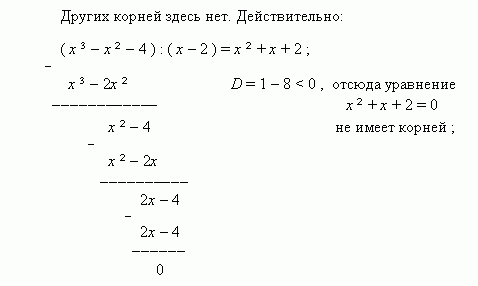 Других корней здесь нет. Действительно:
( x ³ – x ² – 4 ) : ( x – 2 ) = x ² + x + 2 ;
–
x ³ – 2x ²
D = 1 – 8 < 0 , отсюда уравнение
x ² + x + 2 = 0
x ² – 4
не имеет корней ;
–
x ² – 2x
2x – 4
–
2x – 4
0